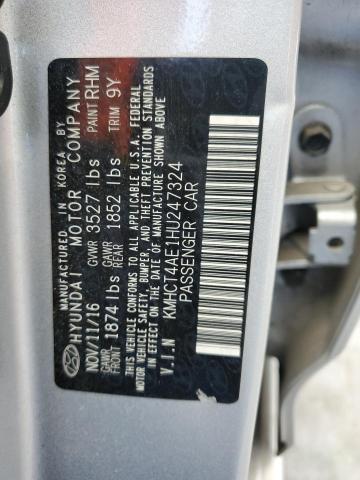 MANUFACTURED IN KOREA BY
HYUNDAI MOTOR COMPANY
NOV/11/16 GVWR 3527 lbs PAINT RHM
GAWR FRONT 1874 lbs GAWR REAR 1852 lbs TRIM 9Y
THIS VEHICLE CONFORMS TO ALL APPLICABLE U.S.A. FEDERAL
MOTOR VEHICLE SAFETY, BUMPER, AND THEFT PREVENTION STANDARDS
IN EFFECT ON THE DATE OF MANUFACTURE SHOWN ABOVE
V.I.N KMHCT4AE1HU247324
PASSENGER CAR